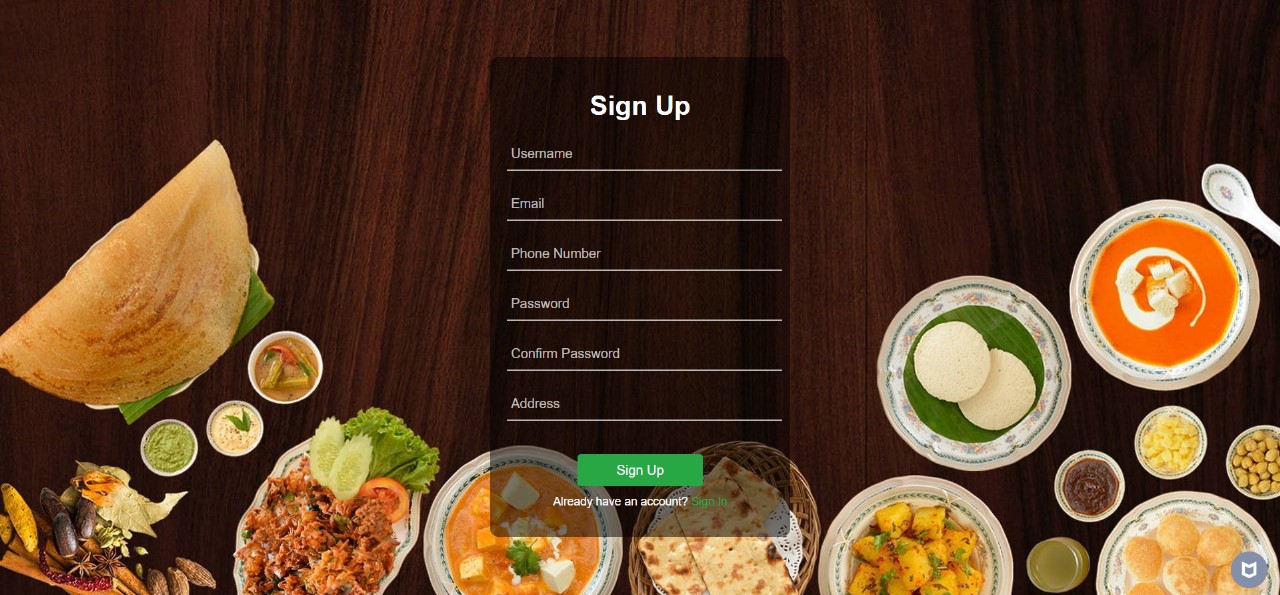 Sign Up
Username
Email
Phone Number
Password
Confirm Password
Address
Sign Up
Already have an account? Sign In